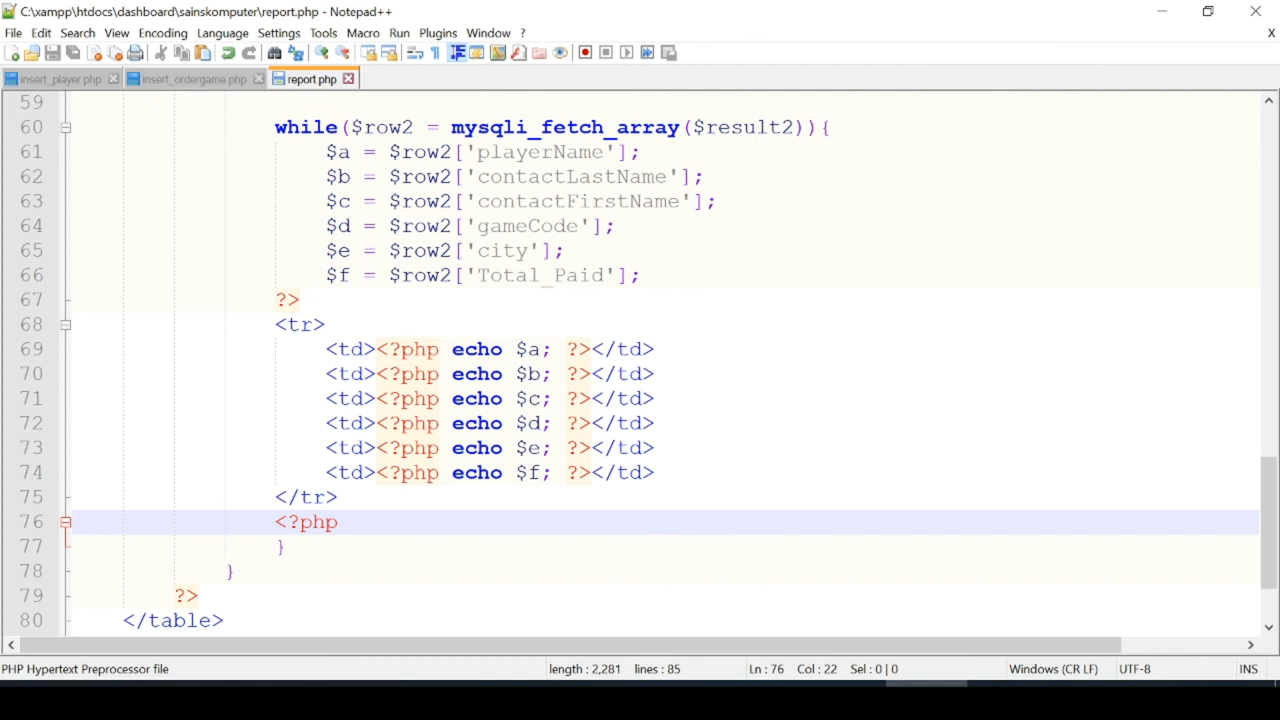 C:\xampp\htdocs\dashboard\sainskomputer\report.php - Notepad++
File Edit Search View Encoding Language Settings Tools Macro Run Plugins Window ? X
insert_player.php insert_ordergame.php report.php
59
60 while($row2 = mysqli_fetch_array($result2)){
61 $a = $row2['playerName'];
62 $b = $row2['contactLastName'];
63 $c = $row2['contactFirstName'];
64 $d = $row2['gameCode'];
65 $e = $row2['city'];
66 $f = $row2['Total_Paid'];
67 ?>
68 <tr>
69 <td><?php echo $a; ?></td>
70 <td><?php echo $b; ?></td>
71 <td><?php echo $c; ?></td>
72 <td><?php echo $d; ?></td>
73 <td><?php echo $e; ?></td>
74 <td><?php echo $f; ?></td>
75 </tr>
76 <?php
77 }
78 }
79 ?>
80 </table>
PHP Hypertext Preprocessor file length : 2,281 lines : 85 Ln : 76 Col : 22 Sel : 0 | 0 Windows (CR LF) UTF-8 INS